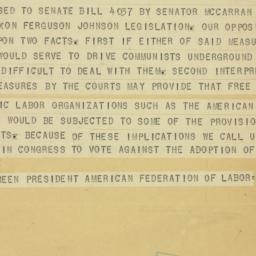 SED TO SENATE BILL 4037 BY SENATOR MCCARRAN
XON FERGUSON JOHNSON LEGISLATION. OUR OPPOS
PON TWO FACTS. FIRST IF EITHER OF SAID MEASU
OULD SERVE TO DRIVE COMMUNISTS UNDERGROUND
DIFFICULT TO DEAL WITH THEM. SECOND INTERPR
EASURES BY THE COURTS MAY PROVIDE THAT FREE
IC LABOR ORGANIZATIONS SUCH AS THE AMERICAN
WOULD BE SUBJECTED TO SOME OF THE PROVISIO
TS. BECAUSE OF THESE IMPLICATIONS WE CALL U
IN CONGRESS TO VOTE AGAINST THE ADOPTION OF
EEN PRESIDENT AMERICAN FEDERATION OF LABOR=